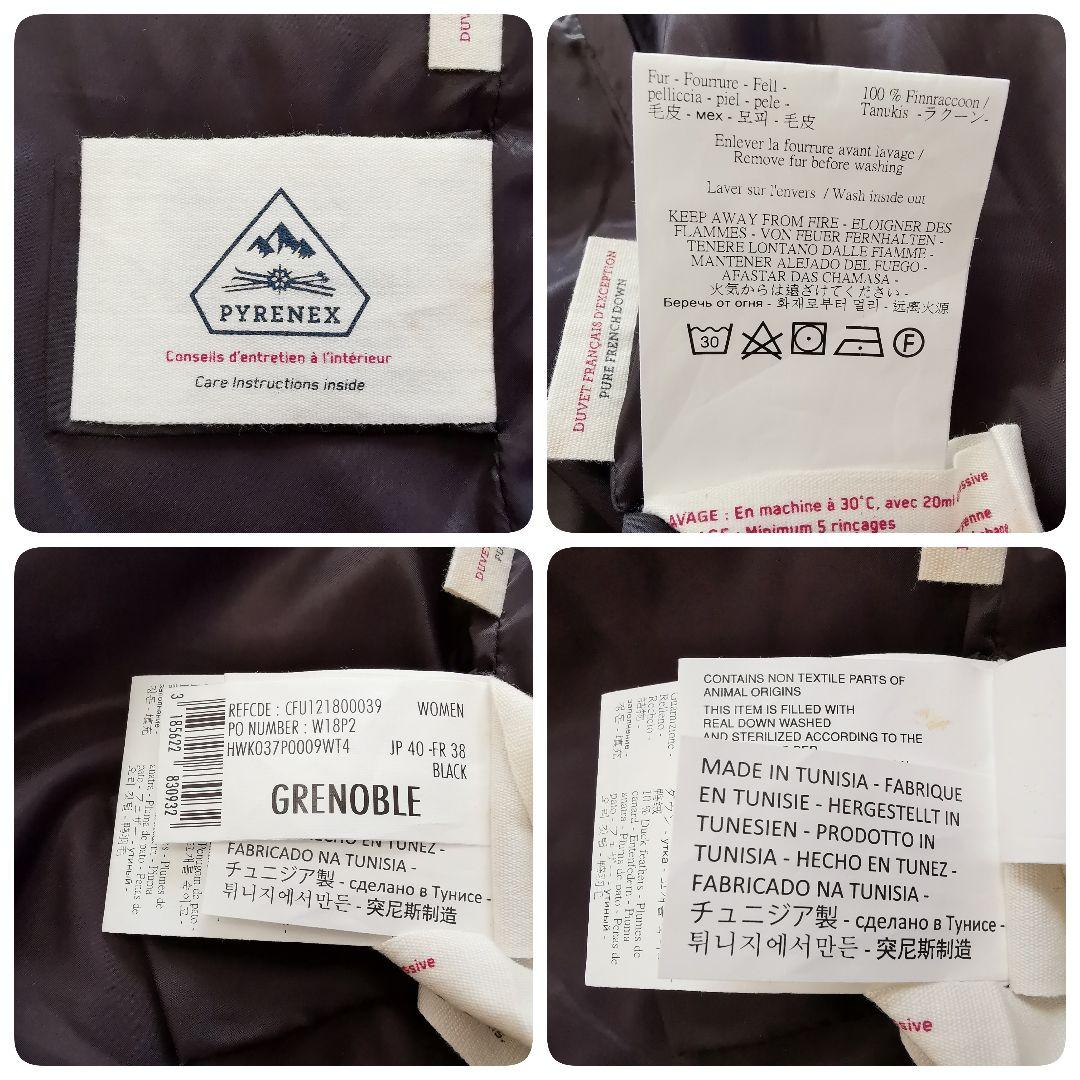 DUV
PYRENEX
Conseils d'entretien à l'intérieur
Care Instructions inside
Fur - Fourrure - Fell -
pelliccia - piel - pele -
毛皮 - мех - 모피 - 毛皮
100 % Finnraccoon /
Tanukis -ラクーン-
Enlever la fourrure avant lavage /
Remove fur before washing
Laver sur l'envers / Wash inside out
KEEP AWAY FROM FIRE - ELOIGNER DES
FLAMMES - VON FEUER FERNHALTEN -
TENERE LONTANO DALLE FIAMME -
MANTENER ALEJADO DEL FUEGO -
AFASTAR DAS CHAMASA -
火気からは遠ざけてください -
Беречь от огня - 화재로부터 멀리 - 远离火源
30
F
DUVET FRANÇAIS D'EXCEPTION
PURE FRENCH DOWN
AVAGE : En machine à 30°C, avec 20ml
Minimum 5 rinçages
ssive
yenne
DUVET
REFCDE : CFU121800039
WOMEN
PO NUMBER : W18P2
HWK037P0009WT4
JP 40 -FR 38
BLACK
GRENOBLE
3 185622 830932
FABRICADO NA TUNISIA -
チュニジア製 - сделано в Тунисе -
튀니지에서만든 - 突尼斯制造
ssive
CONTAINS NON TEXTILE PARTS OF
ANIMAL ORIGINS
THIS ITEM IS FILLED WITH
REAL DOWN WASHED
AND STERILIZED ACCORDING TO THE
MADE IN TUNISIA - FABRIQUE
EN TUNISIE - HERGESTELLT IN
TUNESIEN - PRODOTTO IN
TUNISIA - HECHO EN TUNEZ -
FABRICADO NA TUNISIA -
チュニジア製 - сделано в Тунисе -
튀니지에서만든 - 突尼斯制造
sive